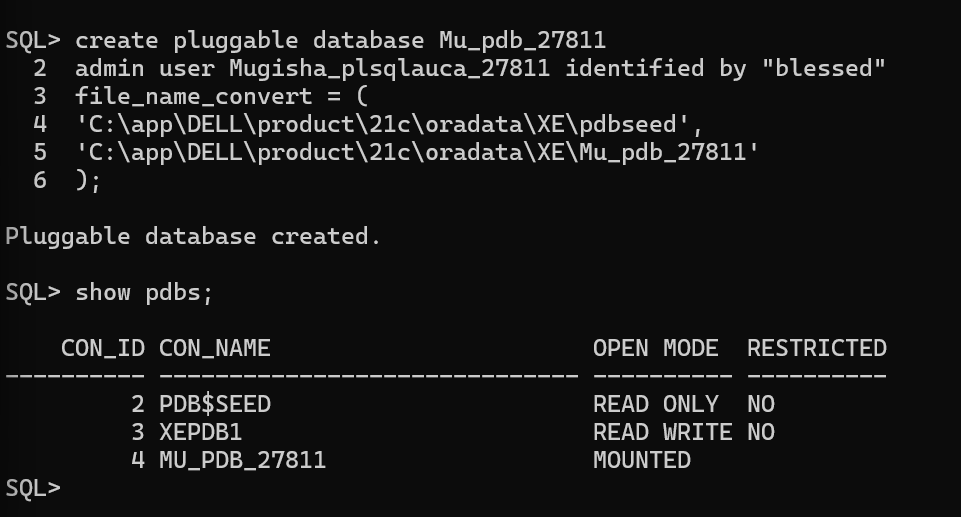 SQL> create pluggable database Mu_pdb_27811
  2  admin user Mugisha_plsqlauca_27811 identified by "blessed"
  3  file_name_convert = (
  4  'C:\app\DELL\product\21c\oradata\XE\pdbseed',
  5  'C:\app\DELL\product\21c\oradata\XE\Mu_pdb_27811'
  6  );
Pluggable database created.
SQL> show pdbs;
    CON_ID CON_NAME                       OPEN MODE  RESTRICTED
---------- ------------------------------ ---------- ----------
         2 PDB$SEED                       READ ONLY  NO
         3 XEPDB1                         READ WRITE NO
         4 MU_PDB_27811                   MOUNTED
SQL>